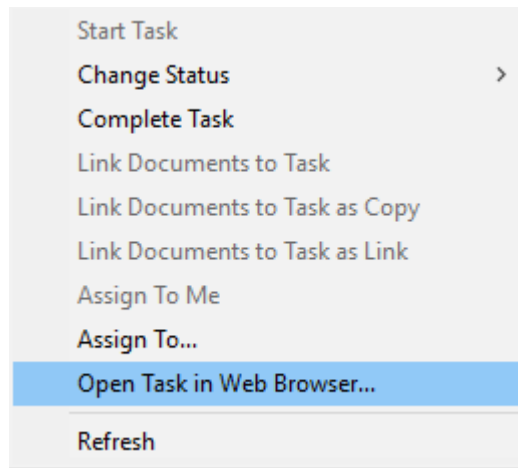 Start Task
Change Status
Complete Task
Link Documents to Task
Link Documents to Task as Copy
Link Documents to Task as Link
Assign To Me
Assign To...
Open Task in Web Browser...
Refresh